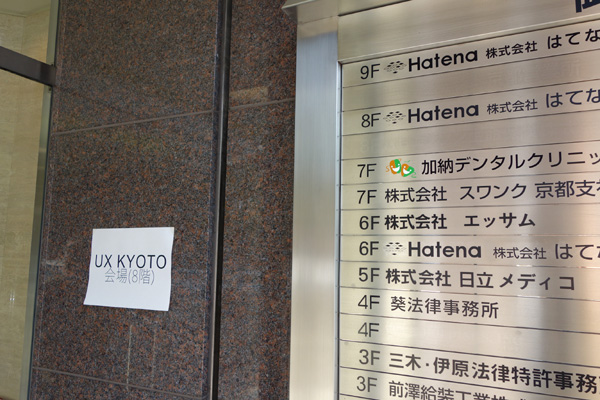 UX KYOTO
会場(8階)
9F Hatena 株式会社 はてな
8F Hatena 株式会社 はてな
7F 加納デンタルクリニッ
7F 株式会社 スワンク 京都支
6F 株式会社 エッサム
6F Hatena 株式会社 はてな
5F 株式会社 日立メディコ
4F 葵法律事務所
4F
3F 三木・伊原法律特許事務
3F 前澤給装工業